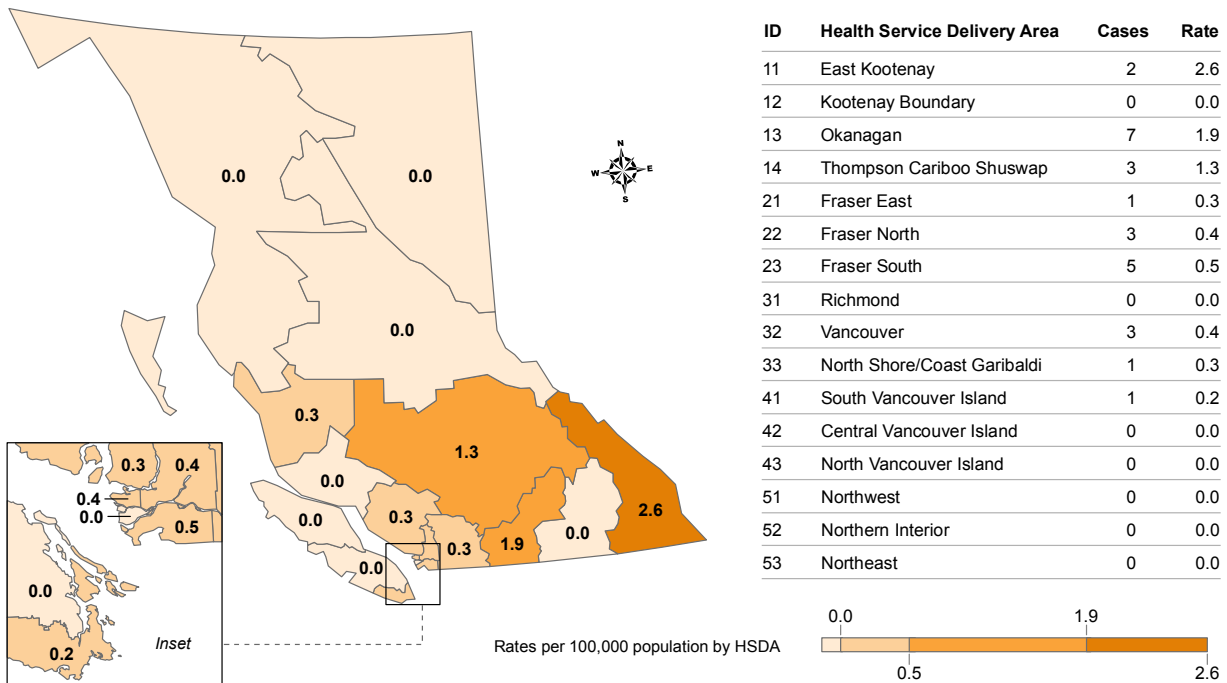 ID Health Service Delivery Area Cases Rate
11 East Kootenay 2 2.6
12 Kootenay Boundary 0 0.0
13 Okanagan 7 1.9
14 Thompson Cariboo Shuswap 3 1.3
21 Fraser East 1 0.3
22 Fraser North 3 0.4
23 Fraser South 5 0.5
31 Richmond 0 0.0
32 Vancouver 3 0.4
33 North Shore/Coast Garibaldi 1 0.3
41 South Vancouver Island 1 0.2
42 Central Vancouver Island 0 0.0
43 North Vancouver Island 0 0.0
51 Northwest 0 0.0
52 Northern Interior 0 0.0
53 Northeast 0 0.0
N
W E
S
0.0 0.0
0.0
0.3
1.3
0.0
0.0 0.3 2.6
0.3 1.9 0.0
0.0
0.3 0.4
0.4
0.0
0.5
0.0
0.2
Inset
Rates per 100,000 population by HSDA
0.0 1.9
0.5 2.6